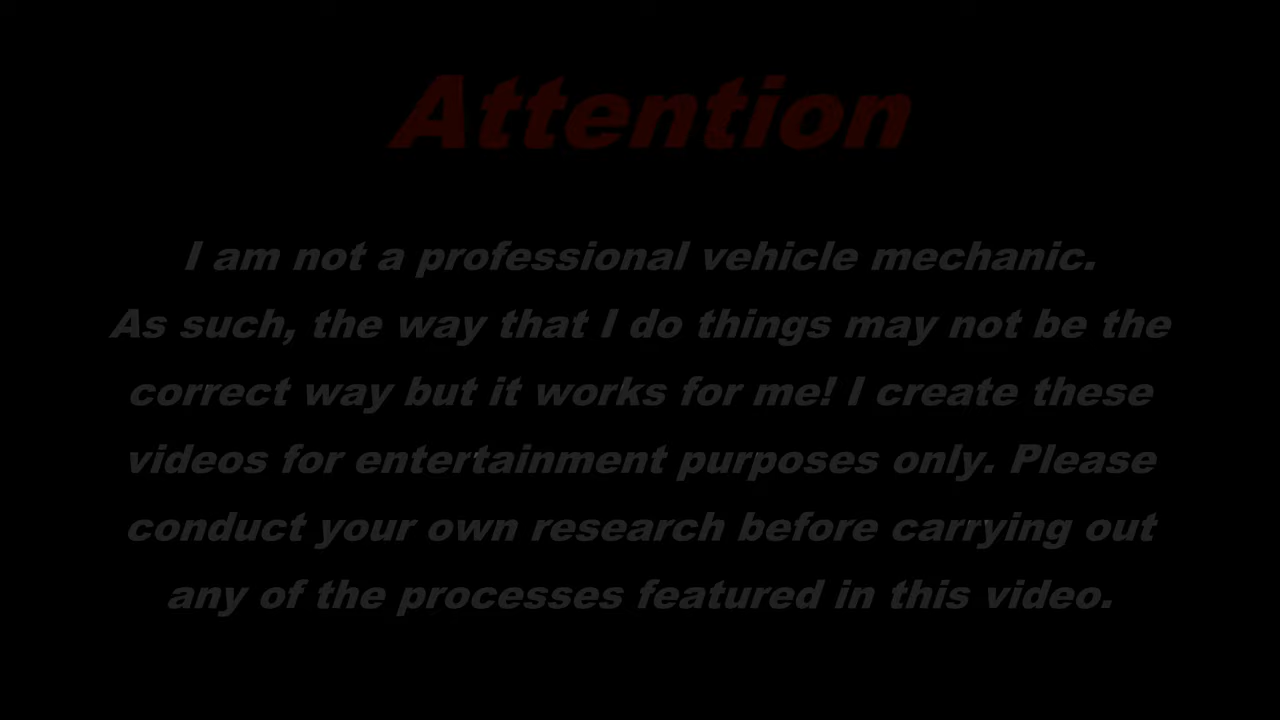 Attention
I am not a professional vehicle mechanic.
As such, the way that I do things may not be the
correct way but it works for me! I create these
videos for entertainment purposes only. Please
conduct your own research before carrying out
any of the processes featured in this video.